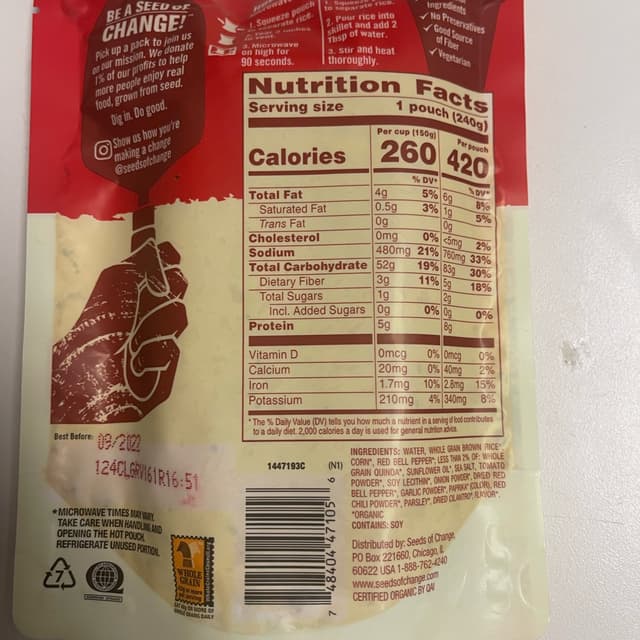 BE A SEED OF
CHANGE!™
Pick up a pack to join us
on our mission. We donate
1% of our profits to help
more people enjoy real
food, grown from seed.
Dig in. Do good.
Show us how you're
making a change
@seedsofchange
1. Squeeze pouch
to separate rice.
3. Microwave
on high for
90 seconds.
1. Squeeze
to separate rice.
2. Pour rice into
skillet and add 2
Tbsp of water.
3. Stir and heat
thoroughly.
Ingredients
✓ No Preservatives
✓ Good Source
of Fiber
✓ Vegetarian
Nutrition Facts
Serving size 1 pouch (240g)
Per cup (150g) Per pouch
Calories 260 420
% DV* % DV*
Total Fat 4g 5% 6g 8%
Saturated Fat 0.5g 3% 1g 5%
Trans Fat 0g 0g
Cholesterol 0mg 0% <5mg 2%
Sodium 480mg 21% 760mg 33%
Total Carbohydrate 52g 19% 83g 30%
Dietary Fiber 3g 11% 5g 18%
Total Sugars 1g 2g
Incl. Added Sugars 0g 0% 0g 0%
Protein 5g 8g
Vitamin D 0mcg 0% 0mcg 0%
Calcium 20mg 0% 40mg 2%
Iron 1.7mg 10% 2.8mg 15%
Potassium 210mg 4% 340mg 8%
*The % Daily Value (DV) tells you how much a nutrient in a serving of food contributes
to a daily diet. 2,000 calories a day is used for general nutrition advice.
Best Before: 09/2022
124CLGRV161R16:51
1447193C (N1)
INGREDIENTS: WATER, WHOLE GRAIN BROWN RICE*
CORN*, RED BELL PEPPER*, LESS THAN 2% OF: WHOLE
GRAIN QUINOA*, SUNFLOWER OIL*, SEA SALT, TOMATO
POWDER*, SOY LECITHIN*, ONION POWDER*, DRIED RED
BELL PEPPER*, GARLIC POWDER*, PAPRIKA* (COLOR), RED
CHILI POWDER*, PARSLEY*, DRIED CILANTRO*, FLAVOR*.
*ORGANIC
CONTAINS: SOY
Distributed by: Seeds of Change,
PO Box 221660, Chicago, IL
60622 USA 1-888-762-4240
www.seedsofchange.com
CERTIFIED ORGANIC BY QAI
*MICROWAVE TIMES MAY VARY.
TAKE CARE WHEN HANDLING AND
OPENING THE HOT POUCH.
REFRIGERATE UNUSED PORTION.
7
WHOLE
GRAIN
EAT 48g OR MORE OF
WHOLE GRAINS DAILY
7 48404 47105 6